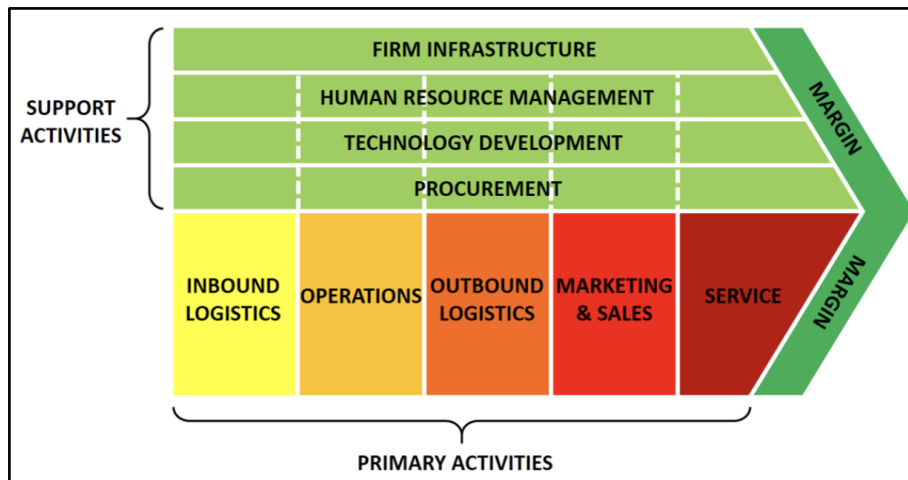 FIRM INFRASTRUCTURE
SUPPORT
ACTIVITIES
HUMAN RESOURCE MANAGEMENT
TECHNOLOGY DEVELOPMENT
PROCUREMENT
MARGIN
INBOUND
LOGISTICS
OPERATIONS
OUTBOUND
LOGISTICS
MARKETING
& SALES
SERVICE
MARGIN
PRIMARY ACTIVITIES